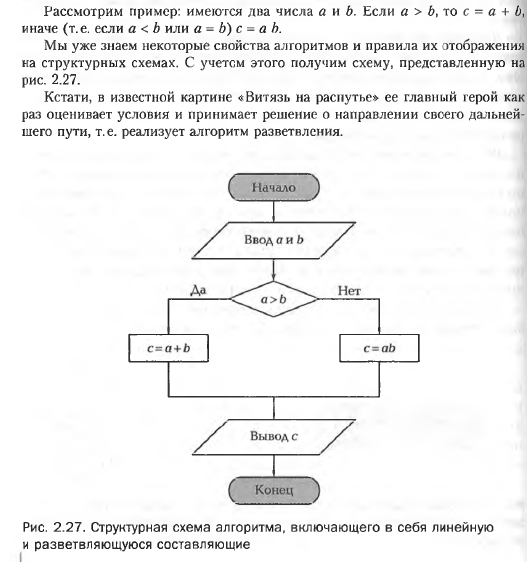 Рассмотрим пример: имеются два числа a и b. Если a > b, то c = a + b,
иначе (т.е. если a < b или a = b) c = a b.
Мы уже знаем некоторые свойства алгоритмов и правила их отображения
на структурных схемах. С учетом этого получим схему, представленную на
рис. 2.27.
Кстати, в известной картине «Витязь на распутье» ее главный герой как
раз оценивает условия и принимает решение о направлении своего дальней-
шего пути, т.е. реализует алгоритм разветвления.
Начало
Ввод a и b
Да
a>b
Нет
c=a+b
c=ab
Вывод c
Конец
Рис. 2.27. Структурная схема алгоритма, включающего в себя линейную
и разветвляющуюся составляющие